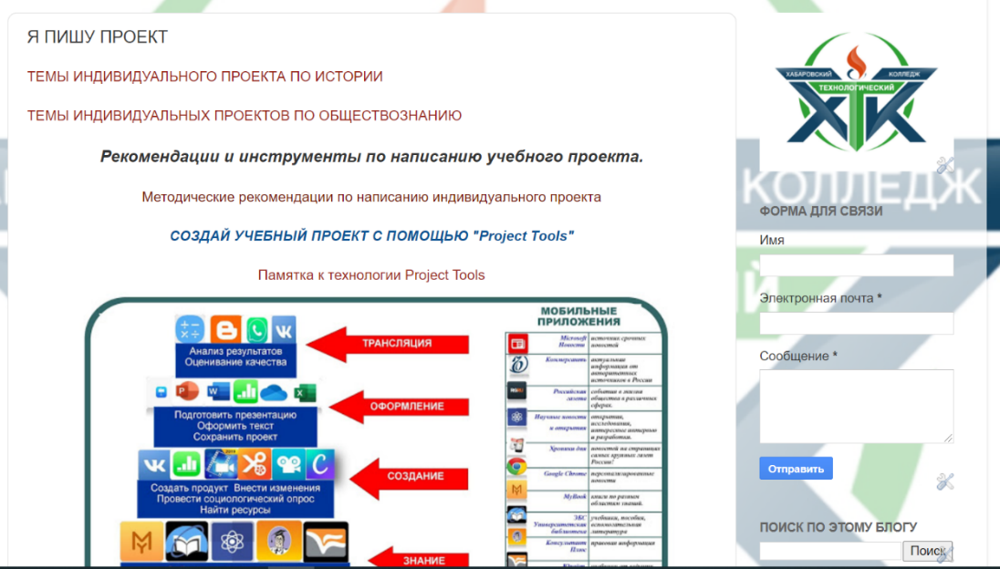 Я ПИШУ ПРОЕКТ
ТЕМЫ ИНДИВИДУАЛЬНОГО ПРОЕКТА ПО ИСТОРИИ
ТЕМЫ ИНДИВИДУАЛЬНЫХ ПРОЕКТОВ ПО ОБЩЕСТВОЗНАНИЮ
Рекомендации и инструменты по написанию учебного проекта.
Методические рекомендации по написанию индивидуального проекта
СОЗДАЙ УЧЕБНЫЙ ПРОЕКТ С ПОМОЩЬЮ "Project Tools"
Памятка к технологии Project Tools
Анализ результатов
Оценивание качества
ТРАНСЛЯЦИЯ
Подготовить презентацию
Оформить текст
Сохранить проект
ОФОРМЛЕНИЕ
Создать продукт Внести изменения
Провести социологический опрос
Найти ресурсы
СОЗДАНИЕ
ЗНАНИЕ
МОБИЛЬНЫЕ
ПРИЛОЖЕНИЯ
Microsoft источник срочных
Новости новостей
Коммерсантъ актуальная
информация от
авторитетных
источников в России
Российская события в жизни
газета общества в различных
сферах.
Научные новости открытия,
и открытия исследования,
интересные интервью
и разработки.
Хроники дня новостей на страницах
самых крупных газет
России!
Google Chrome персонализированные
новости
MyBook книги по разным
областям знаний.
ЭБС учебники, пособия,
Университетская вспомогательная
библиотека литература
Консультант правовая информация
Плюс
ХАБАРОВСКИЙ КОЛЛЕДЖ
ТЕХНОЛОГИЧЕСКИЙ
ХТК
КОЛЛЕДЖ
ФОРМА ДЛЯ СВЯЗИ
Имя
Электронная почта *
Сообщение *
Отправить
ПОИСК ПО ЭТОМУ БЛОГУ
Поиск